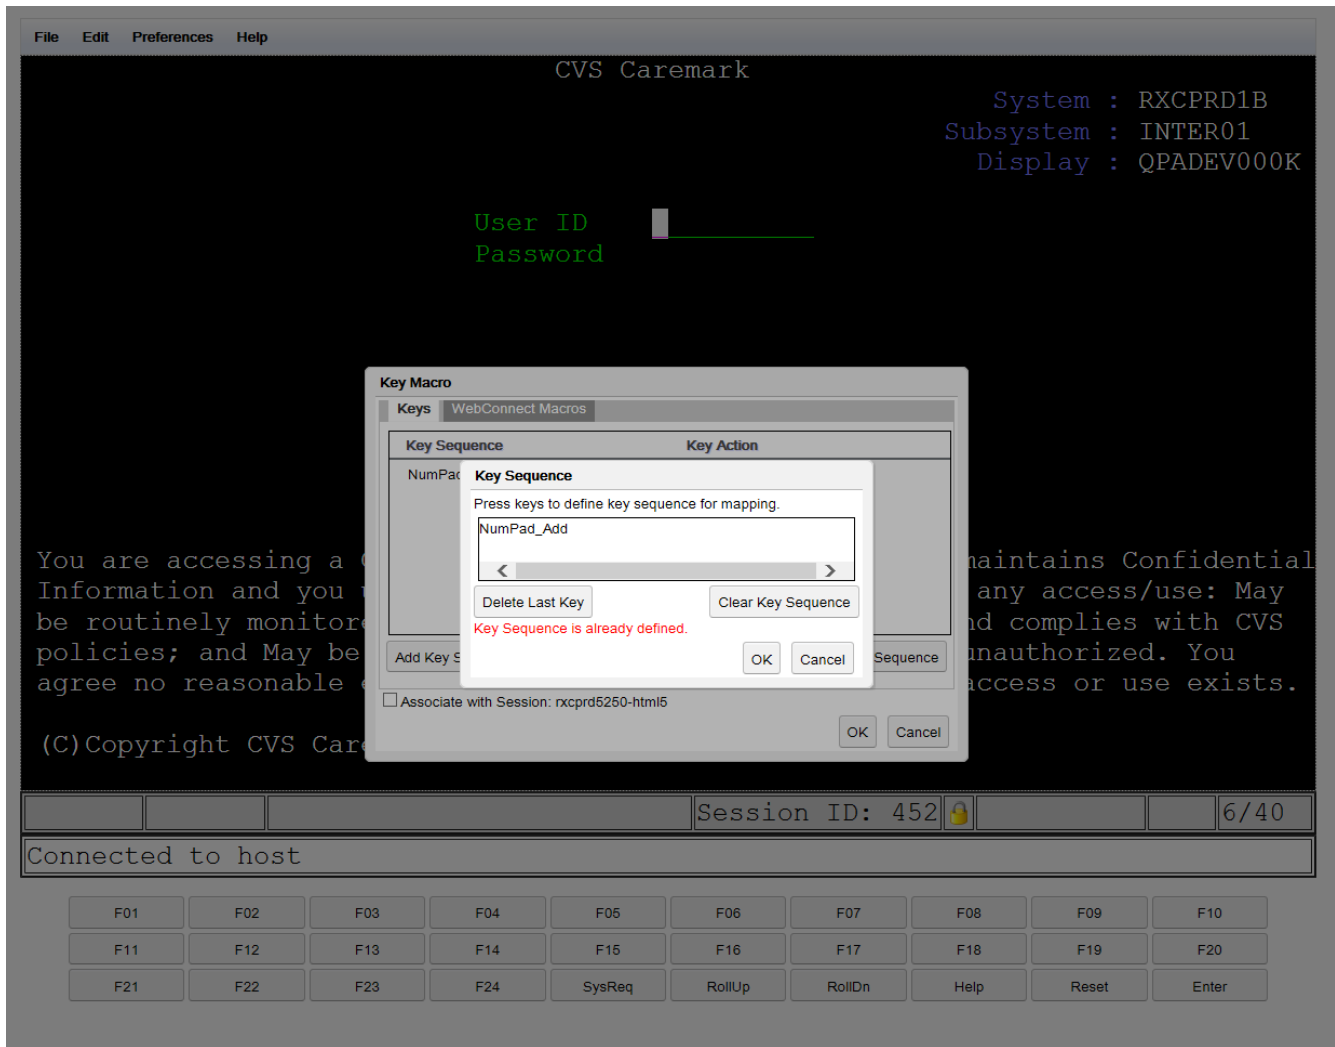 File Edit Preferences Help
CVS Caremark
System : RXCPRD1B
Subsystem : INTER01
Display : QPADEV000K
User ID
Password
Key Macro
Keys WebConnect Macros
Key Sequence Key Action
NumPad
Key Sequence
Press keys to define key sequence for mapping.
NumPad_Add
Delete Last Key Clear Key Sequence
Key Sequence is already defined.
OK Cancel
Add Key S Sequence
Associate with Session: rxcprd5250-html5
OK Cancel
You are accessing a maintains Confidential
Information and you any access/use: May
be routinely monitore nd complies with CVS
policies; and May be unauthorized. You
agree no reasonable access or use exists.
(C)Copyright CVS Care
Session ID: 452 6/40
Connected to host
F01 F02 F03 F04 F05 F06 F07 F08 F09 F10
F11 F12 F13 F14 F15 F16 F17 F18 F19 F20
F21 F22 F23 F24 SysReq RollUp RollDn Help Reset Enter